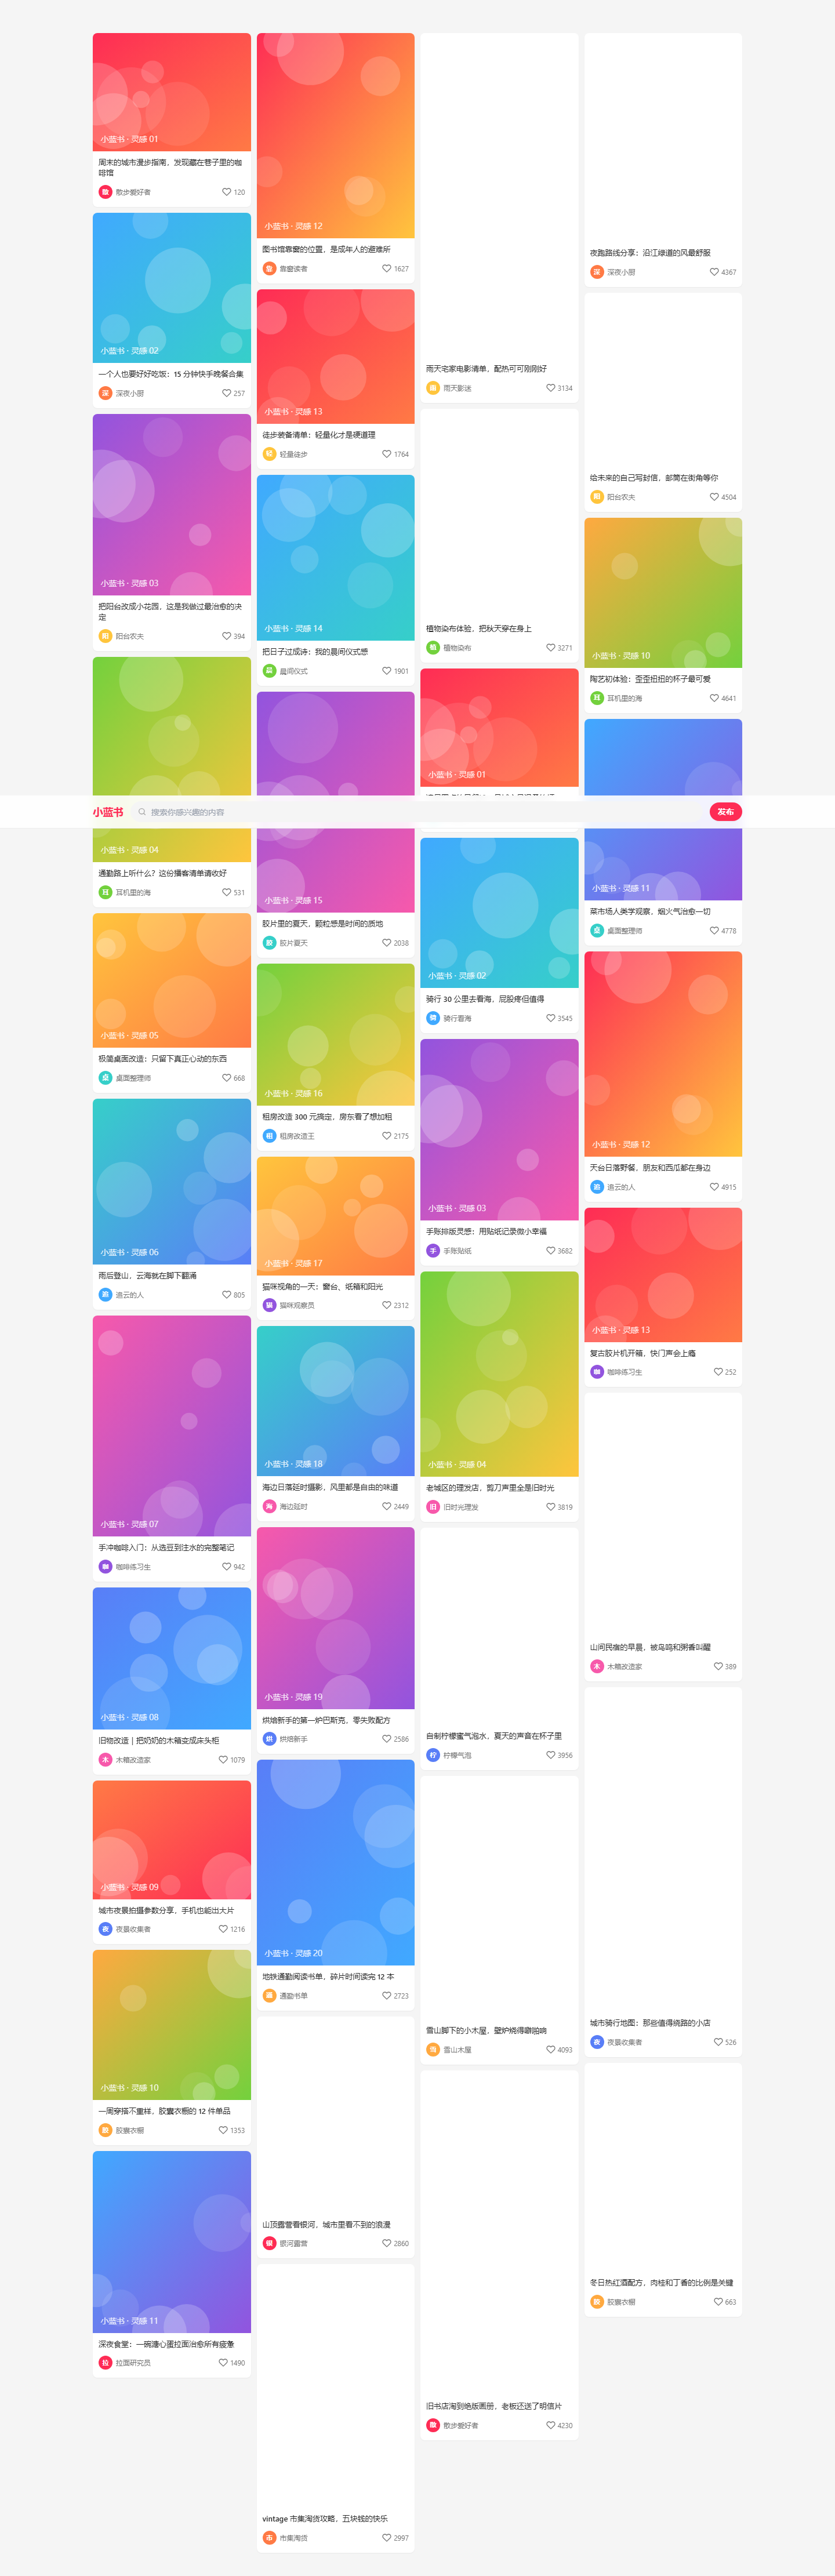 小蓝书 · 灵感 01
周末的城市漫步指南，发现藏在巷子里的咖
啡馆
散
散步爱好者
120
小蓝书 · 灵感 02
一个人也要好好吃饭：15 分钟快手晚餐合集
深
深夜小厨
257
小蓝书 · 灵感 03
把阳台改成小花园，这是我做过最治愈的决
定
阳
阳台农夫
394
小蓝书
搜索你感兴趣的内容
发布
小蓝书 · 灵感 04
通勤路上听什么？这份播客清单请收好
耳
耳机里的海
531
小蓝书 · 灵感 05
极简桌面改造：只留下真正心动的东西
桌
桌面整理师
668
小蓝书 · 灵感 06
雨后登山，云海就在脚下翻涌
追
追云的人
805
小蓝书 · 灵感 07
手冲咖啡入门：从选豆到注水的完整笔记
咖
咖啡练习生
942
小蓝书 · 灵感 08
旧物改造｜把奶奶的木箱变成床头柜
木
木箱改造家
1079
小蓝书 · 灵感 09
城市夜景拍摄参数分享，手机也能出大片
夜
夜景收集者
1216
小蓝书 · 灵感 10
一周穿搭不重样，胶囊衣橱的 12 件单品
胶
胶囊衣橱
1353
小蓝书 · 灵感 11
深夜食堂：一碗溏心蛋拉面治愈所有疲惫
拉
拉面研究员
1490
小蓝书 · 灵感 12
图书馆靠窗的位置，是成年人的避难所
靠
靠窗读者
1627
小蓝书 · 灵感 13
徒步装备清单：轻量化才是硬道理
轻
轻量徒步
1764
小蓝书 · 灵感 14
把日子过成诗：我的晨间仪式感
晨
晨间仪式
1901
小蓝书 · 灵感 15
胶片里的夏天，颗粒感是时间的质地
胶
胶片夏天
2038
小蓝书 · 灵感 16
租房改造 300 元搞定，房东看了想加租
租
租房改造王
2175
小蓝书 · 灵感 17
猫咪视角的一天：窗台、纸箱和阳光
猫
猫咪观察员
2312
小蓝书 · 灵感 18
海边日落延时摄影，风里都是自由的味道
海
海边延时
2449
小蓝书 · 灵感 19
烘焙新手的第一炉巴斯克，零失败配方
烘
烘焙新手
2586
小蓝书 · 灵感 20
地铁通勤阅读书单，碎片时间读完 12 本
通
通勤书单
2723
山顶露营看银河，城市里看不到的浪漫
银
银河露营
2860
vintage 市集淘货攻略，五块钱的快乐
市
市集淘货
2997
雨天宅家电影清单，配热可可刚刚好
雨
雨天影迷
3134
植物染布体验，把秋天穿在身上
植
植物染布
3271
小蓝书 · 灵感 01
小蓝书 · 灵感 02
骑行 30 公里去看海，屁股疼但值得
骑
骑行看海
3545
小蓝书 · 灵感 03
手账排版灵感：用贴纸记录微小幸福
手
手账贴纸
3682
小蓝书 · 灵感 04
老城区的理发店，剪刀声里全是旧时光
旧
旧时光理发
3819
自制柠檬蜜气泡水，夏天的声音在杯子里
柠
柠檬气泡
3956
雪山脚下的小木屋，壁炉烧得噼啪响
雪山木屋
4093
旧书店淘到绝版画册，老板还送了明信片
散
散步爱好者
4230
夜跑路线分享：沿江绿道的风最舒服
深
深夜小厨
4367
给未来的自己写封信，邮筒在街角等你
阳
阳台农夫
4504
小蓝书 · 灵感 10
陶艺初体验：歪歪扭扭的杯子最可爱
耳
耳机里的海
4641
小蓝书 · 灵感 11
菜市场人类学观察，烟火气治愈一切
桌
桌面整理师
4778
小蓝书 · 灵感 12
天台日落野餐，朋友和西瓜都在身边
追
追云的人
4915
小蓝书 · 灵感 13
复古胶片机开箱，快门声会上瘾
咖
咖啡练习生
252
山间民宿的早晨，被鸟鸣和粥香叫醒
木
木箱改造家
389
城市骑行地图：那些值得绕路的小店
夜
夜景收集者
526
冬日热红酒配方，肉桂和丁香的比例是关键
胶
胶囊衣橱
663